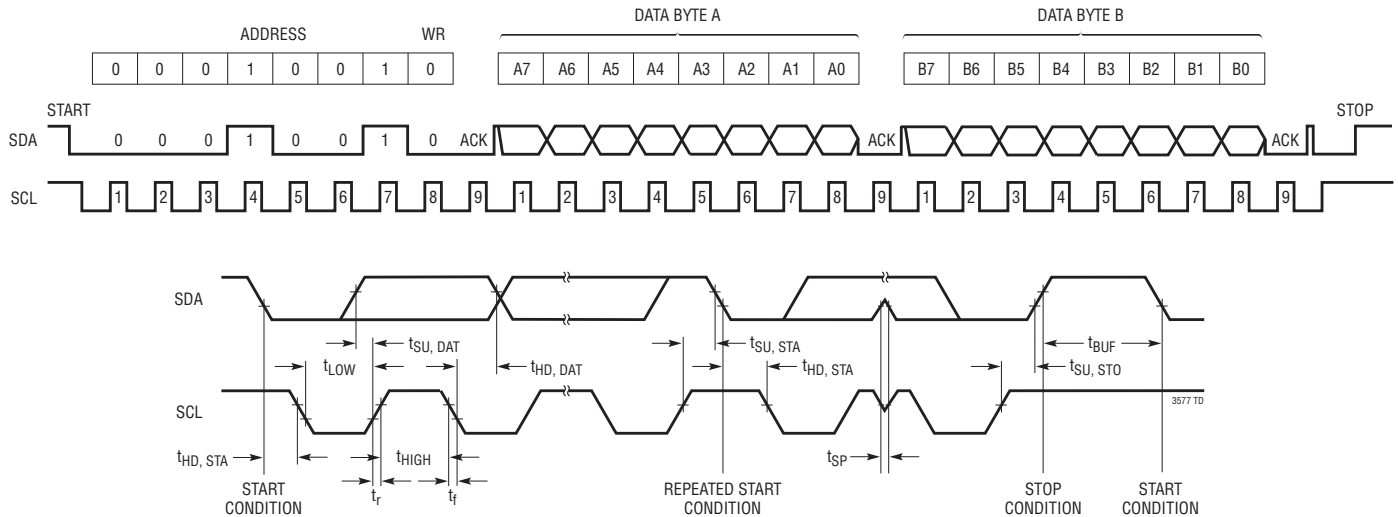 DATA BYTE A DATA BYTE B
ADDRESS WR
0 0 0 1 0 0 1 0 A7 A6 A5 A4 A3 A2 A1 A0 B7 B6 B5 B4 B3 B2 B1 B0
START STOP
SDA 0 0 0 1 0 0 1 0 ACK ACK ACK
SCL 1 2 3 4 5 6 7 8 9 1 2 3 4 5 6 7 8 9 1 2 3 4 5 6 7 8 9
SDA
tSU, DAT tSU, STA tBUF
tLOW tHD, DAT tHD, STA tSU, STO
SCL 3577 TD
tHD, STA tHIGH tSP
tr tf
START CONDITION
REPEATED START CONDITION
STOP CONDITION
START CONDITION